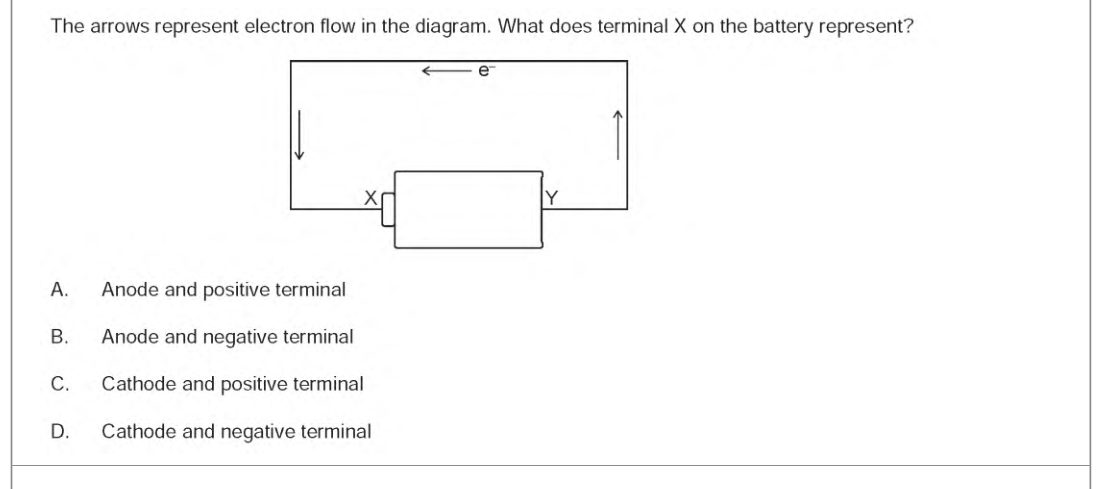 The arrows represent electron flow in the diagram. What does terminal X on the battery represent?
e⁻
X
Y
A. Anode and positive terminal
B. Anode and negative terminal
C. Cathode and positive terminal
D. Cathode and negative terminal